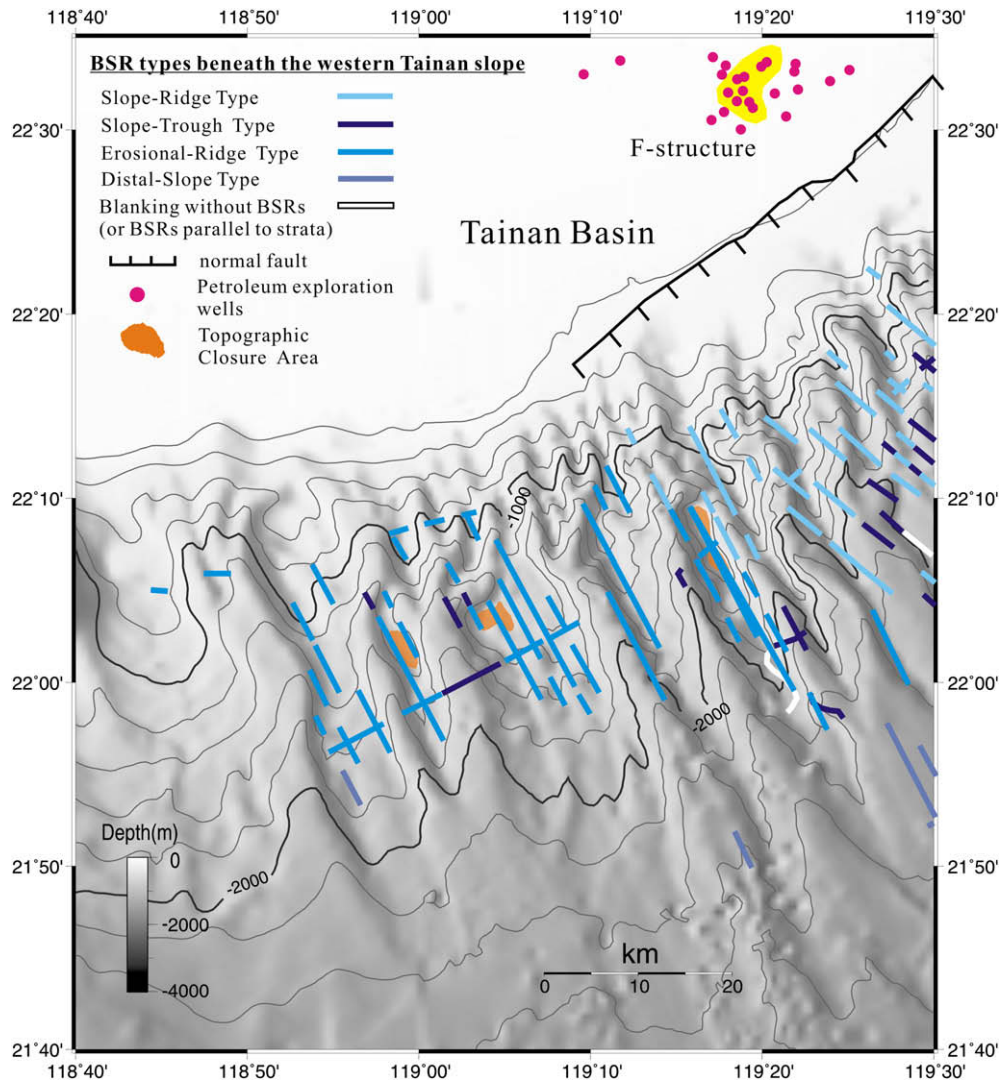 118˚40' 118˚50' 119˚00' 119˚10' 119˚20' 119˚30'
BSR types beneath the western Tainan slope
Slope-Ridge Type
Slope-Trough Type
Erosional-Ridge Type
Distal-Slope Type
Blanking without BSRs
(or BSRs parallel to strata)
normal fault
Petroleum exploration
wells
Topographic
Closure Area
F-structure
Tainan Basin
22˚30' 22˚30'
22˚20' 22˚20'
22˚10' 22˚10'
-1000
22˚00' 22˚00'
-2000
-2000
21˚50' 21˚50'
Depth(m)
0
-2000
-4000
km
0 10 20
21˚40' 21˚40'
118˚40' 118˚50' 119˚00' 119˚10' 119˚20' 119˚30'